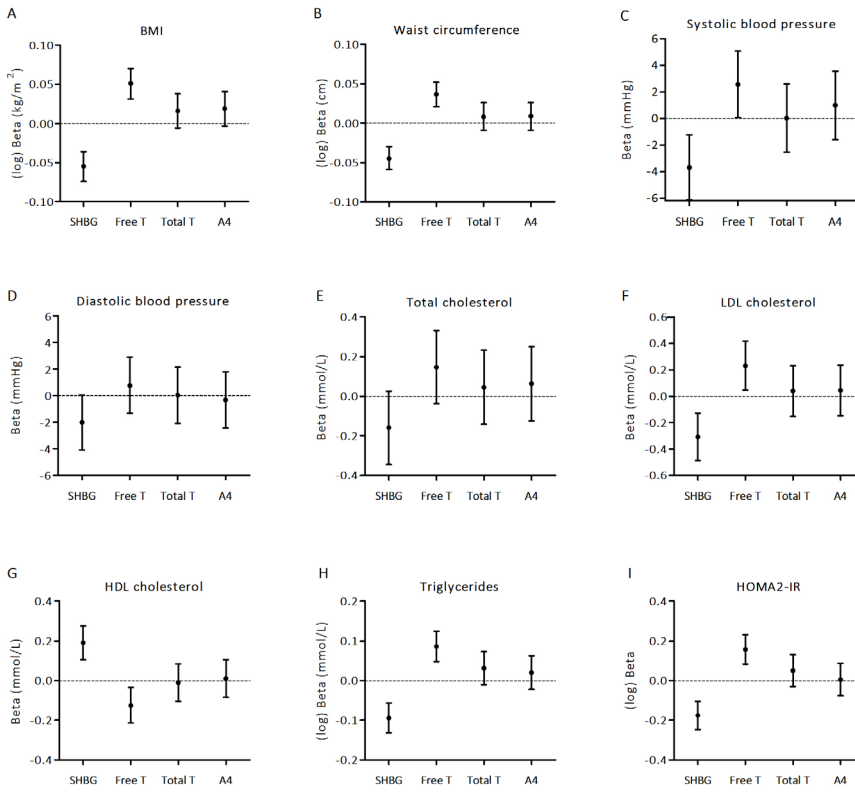 A
BMI
(log) Beta (kg/m²)
0.10
0.05
0.00
-0.05
-0.10
SHBG Free T Total T A4
B
Waist circumference
(log) Beta (cm)
0.10
0.05
0.00
-0.05
-0.10
SHBG Free T Total T A4
C
Systolic blood pressure
Beta (mmHg)
6
4
2
0
-2
-4
-6
SHBG Free T Total T A4
D
Diastolic blood pressure
Beta (mmHg)
6
4
2
0
-2
-4
-6
SHBG Free T Total T A4
E
Total cholesterol
Beta (mmol/L)
0.4
0.2
0.0
-0.2
-0.4
SHBG Free T Total T A4
F
LDL cholesterol
Beta (mmol/L)
0.6
0.4
0.2
0.0
-0.2
-0.4
-0.6
SHBG Free T Total T A4
G
HDL cholesterol
Beta (mmol/L)
0.4
0.2
0.0
-0.2
-0.4
SHBG Free T Total T A4
H
Triglycerides
(log) Beta (mmol/L)
0.2
0.1
0.0
-0.1
-0.2
SHBG Free T Total T A4
I
HOMA2-IR
(log) Beta
0.4
0.2
0.0
-0.2
-0.4
SHBG Free T Total T A4